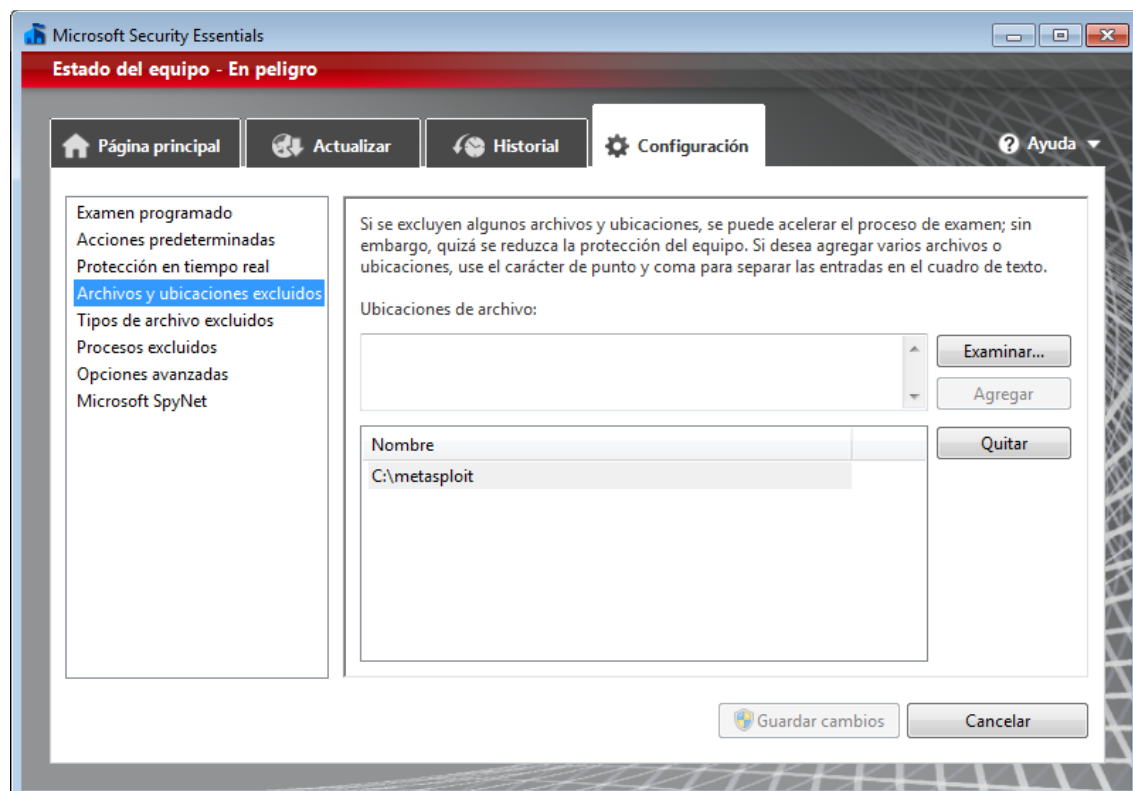 Microsoft Security Essentials
Estado del equipo - En peligro
Página principal
Actualizar
Historial
Configuración
Ayuda
Examen programado
Acciones predeterminadas
Protección en tiempo real
Archivos y ubicaciones excluidos
Tipos de archivo excluidos
Procesos excluidos
Opciones avanzadas
Microsoft SpyNet
Si se excluyen algunos archivos y ubicaciones, se puede acelerar el proceso de examen; sin
embargo, quizá se reduzca la protección del equipo. Si desea agregar varios archivos o
ubicaciones, use el carácter de punto y coma para separar las entradas en el cuadro de texto.
Ubicaciones de archivo:
Examinar...
Agregar
Nombre
Quitar
C:\metasploit
Guardar cambios
Cancelar